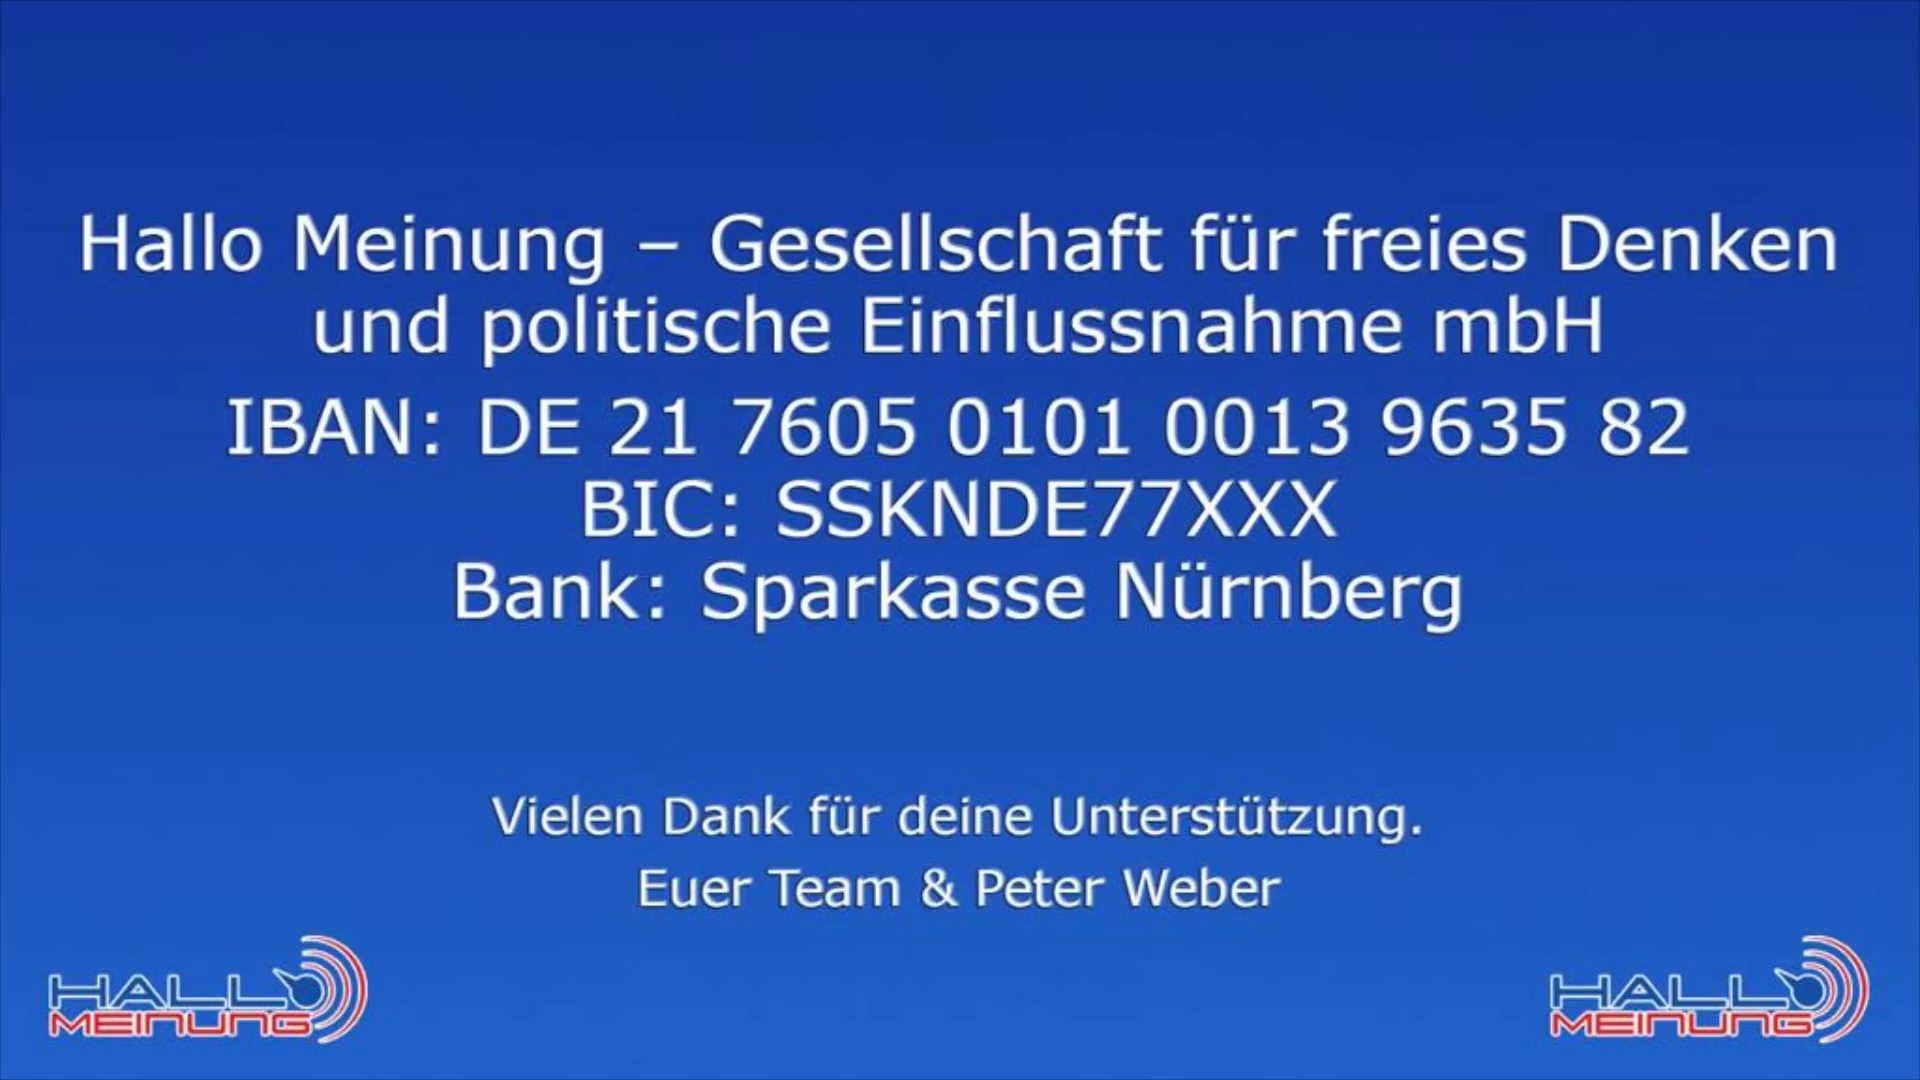 Hallo Meinung – Gesellschaft für freies Denken
und politische Einflussnahme mbH
IBAN: DE 21 7605 0101 0013 9635 82
BIC: SSKNDE77XXX
Bank: Sparkasse Nürnberg
Vielen Dank für deine Unterstützung.
Euer Team & Peter Weber
HALLO
MEINUNG
HALLO
MEINUNG